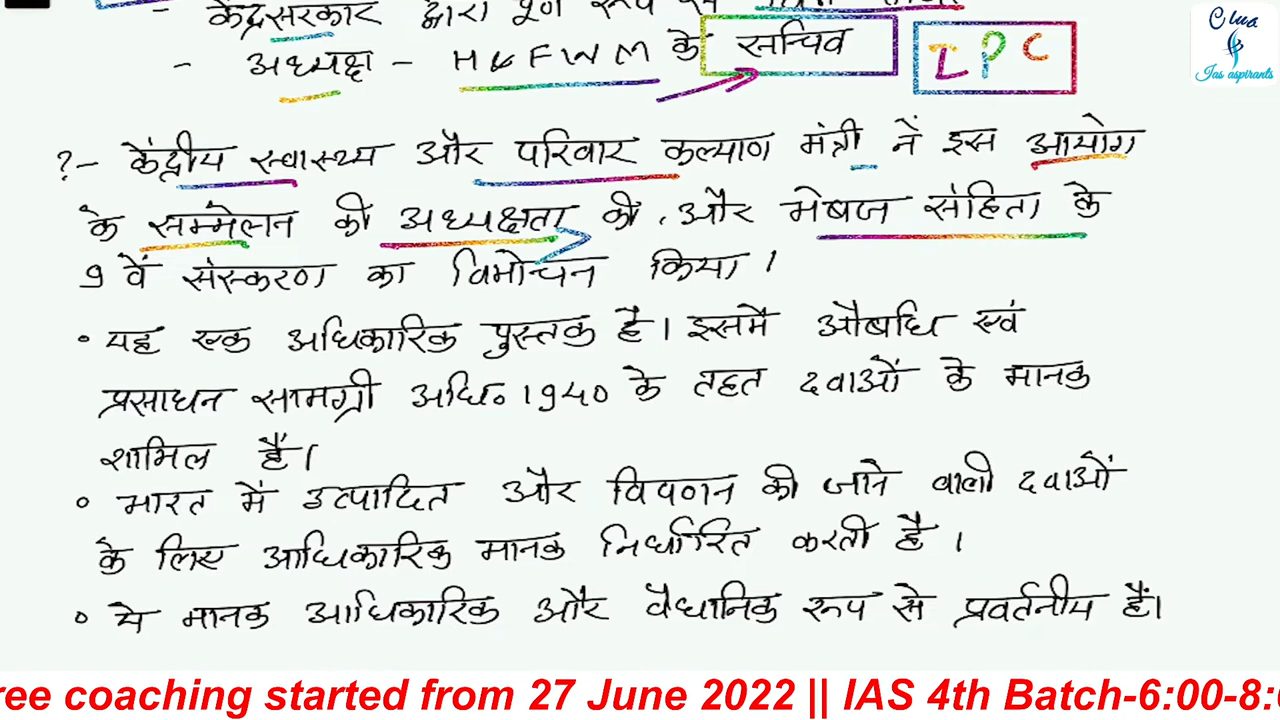 - केंद्रसरकार द्वारा पूर्ण रूप से
- अध्यक्ष - H & F W M के सचिव
IPC
Clue
Ias aspirants
?- केंद्रीय स्वास्थ्य और परिवार कल्याण मंत्री नें इस आयोग
के सम्मेलन की अध्यक्षता की, और भेषज संहिता के
9 वें संस्करण का विमोचन किया।
• यह एक अधिकारिक पुस्तक है। इसमें औषधि एवं
प्रसाधन सामग्री अधि० 1940 के तहत दवाओं के मानक
शामिल हैं।
• भारत में उत्पादित और विपणन की जाने वाली दवाओं
के लिए आधिकारिक मानक निर्धारित करती है।
• ये मानक आधिकारिक और वैधानिक रूप से प्रवर्तनीय हैं।
ree coaching started from 27 June 2022 || IAS 4th Batch-6:00-8: